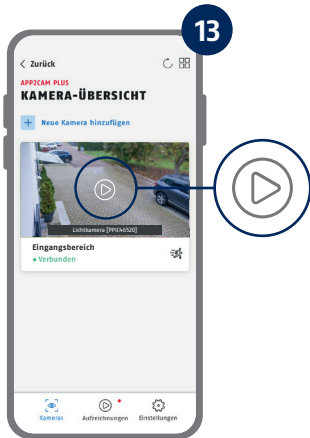 13
Zurück
APP2CAM PLUS
KAMERA-ÜBERSICHT
Neue Kamera hinzufügen
Lichtkamera [PPIC46520]
Eingangsbereich
Verbunden
Kameras Aufzeichnungen Einstellungen